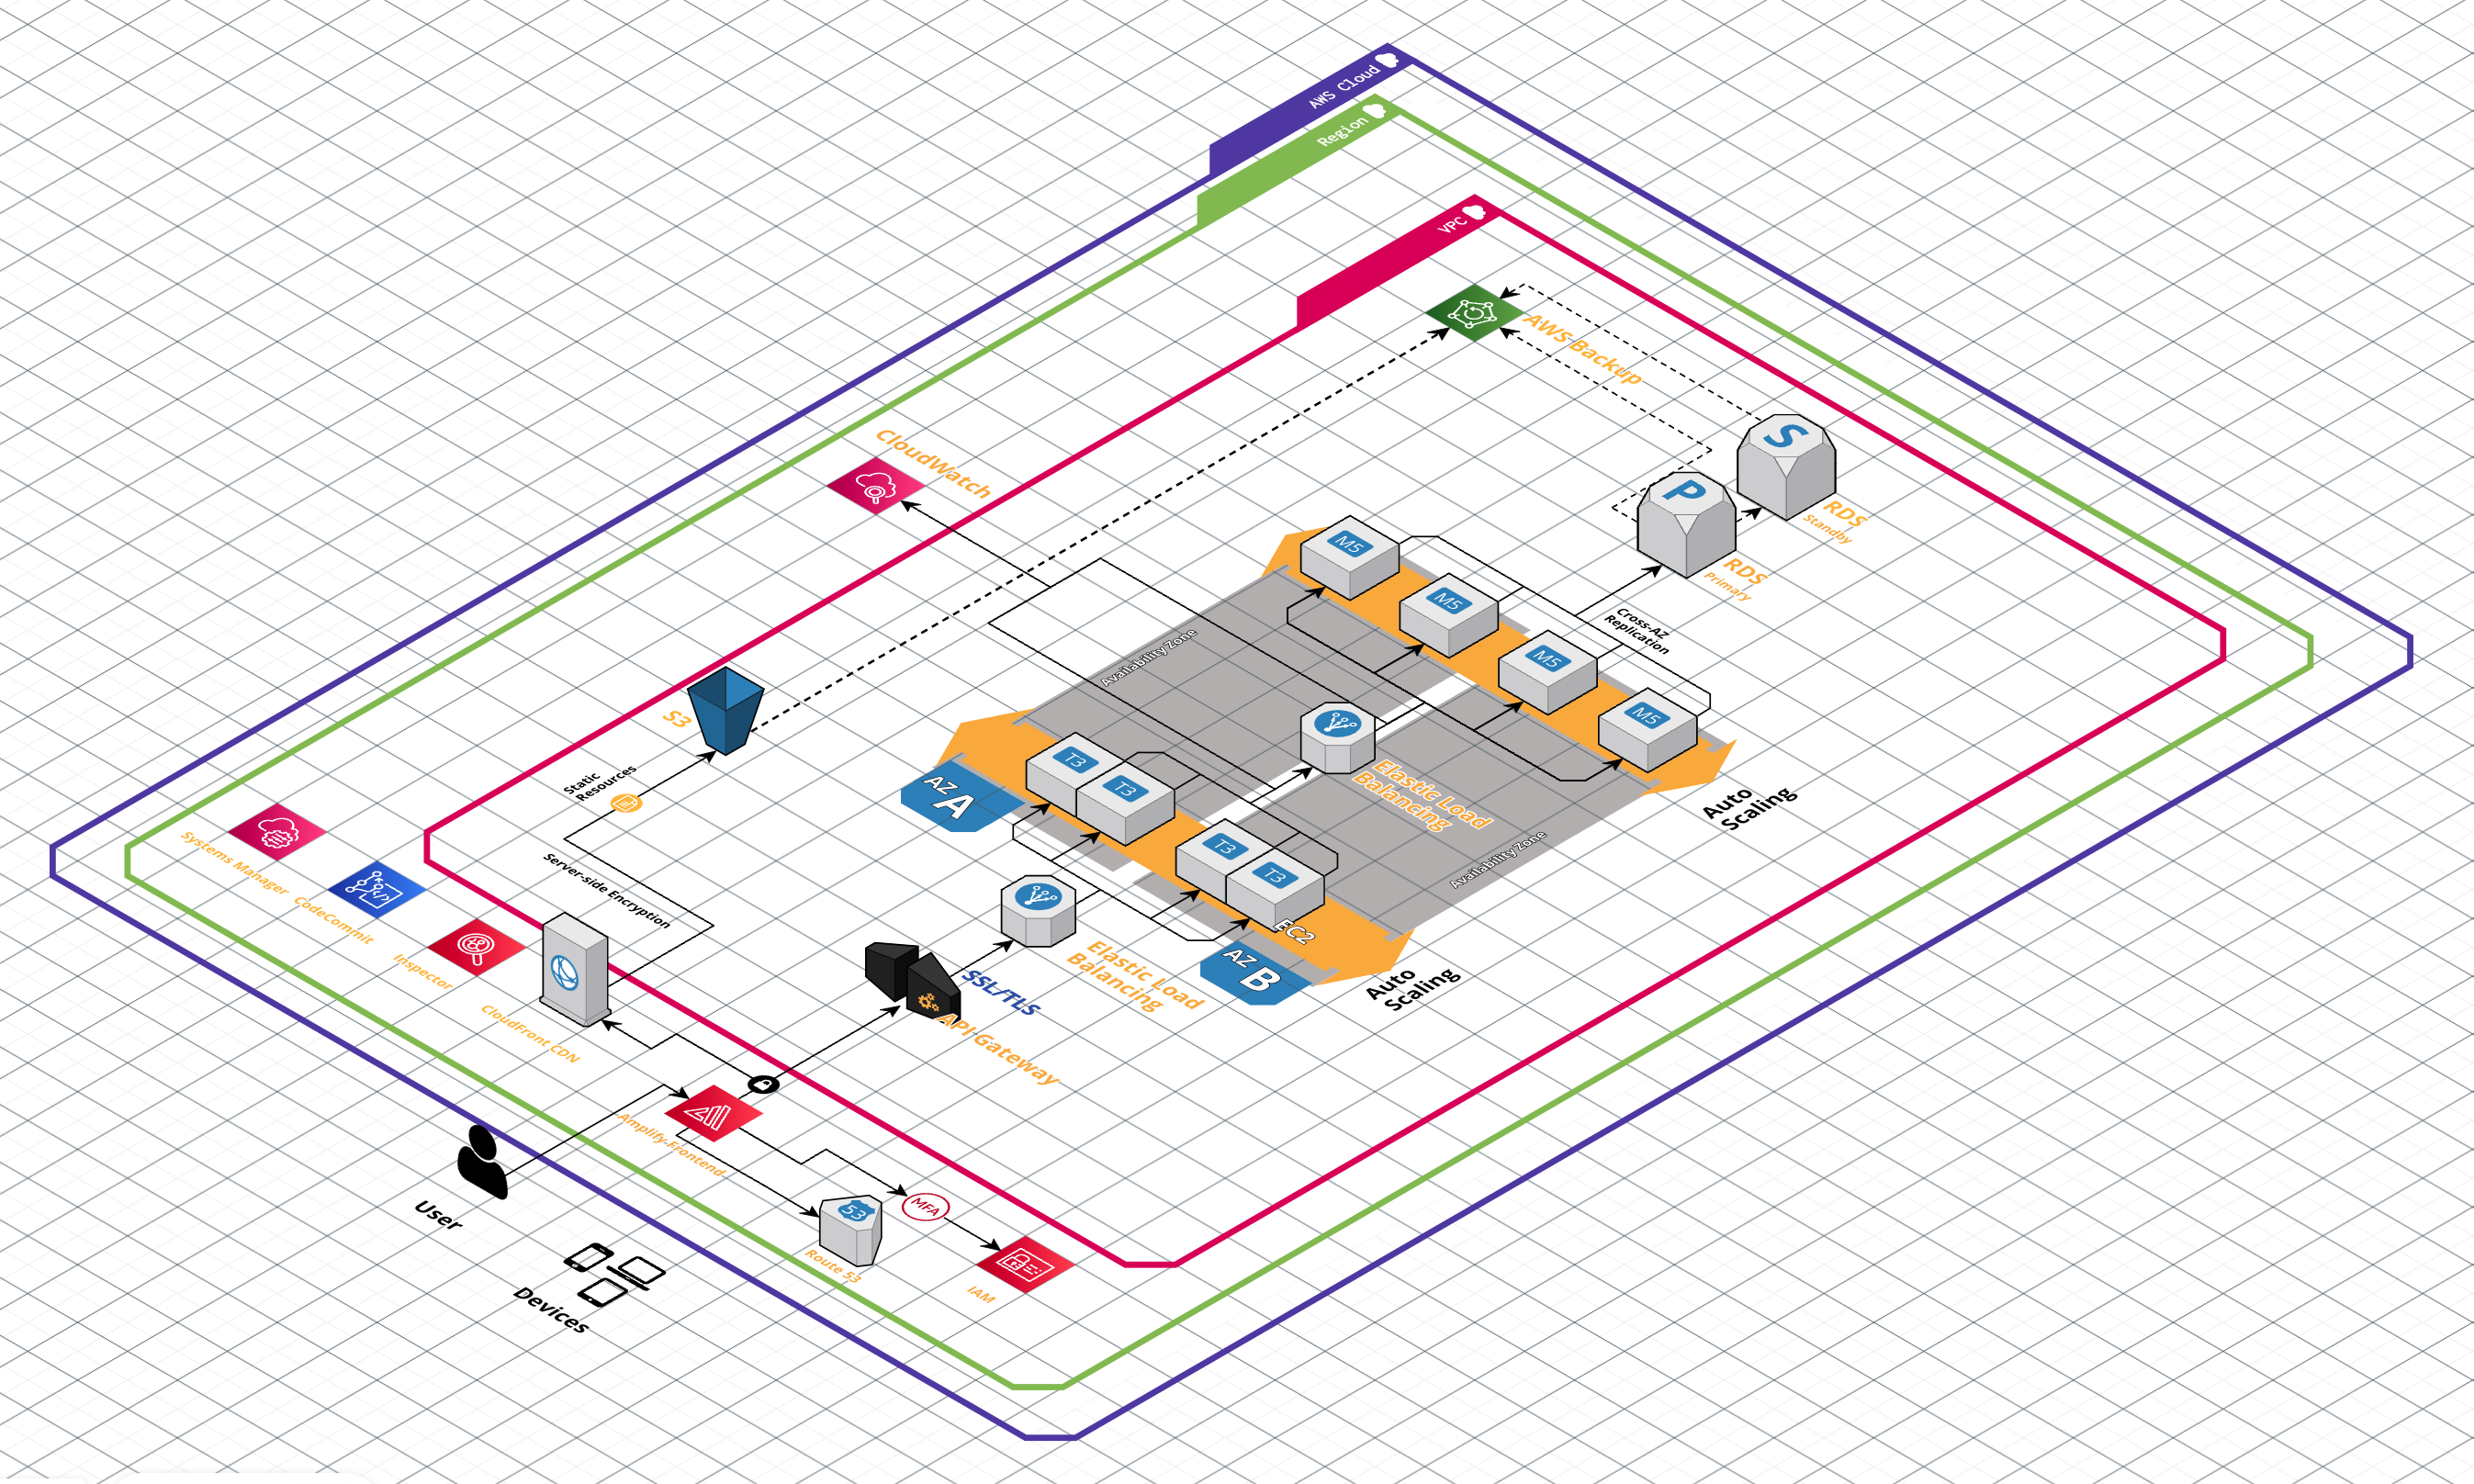 AWS Cloud
Region
VPC
AWS Backup
CloudWatch
S
RDS
Standby
P
RDS
Primary
M5
M5
M5
M5
Cross-AZ
Replication
Availability Zone
S3
Static
Resources
Server-side Encryption
AZ A
T3
T3
T3
T3
EC2
AZ B
Elastic Load
Balancing
Availability Zone
Auto
Scaling
Auto
Scaling
Elastic Load
Balancing
SSL/TLS
API Gateway
Systems Manager
CodeCommit
Inspector
CloudFront CDN
Amplify Frontend
User
Devices
53
Route 53
MFA
IAM